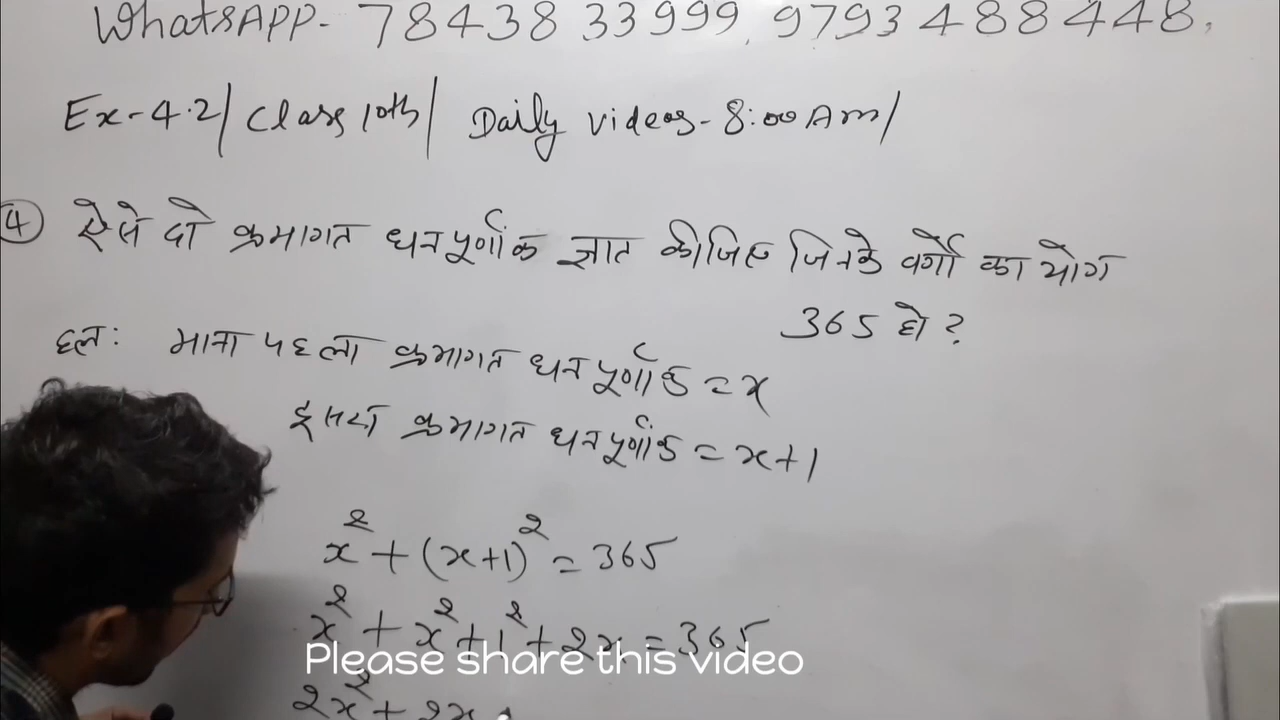 WhatsAPP- 78438 33999, 9793488448,
Ex-4.2/ Class 10th/ Daily videos- 8:00 Am/
④ ऐसे दो क्रमागत धनपूर्णांक ज्ञात कीजिए जिनके वर्गों का योग
365 हो ?
हल: माना पहला क्रमागत धनपूर्णांक = x
दूसरा क्रमागत धनपूर्णांक = x+1
x² + (x+1)² = 365
x² + x² + 1² + 2x = 365
Please share this video
2x² + 2x